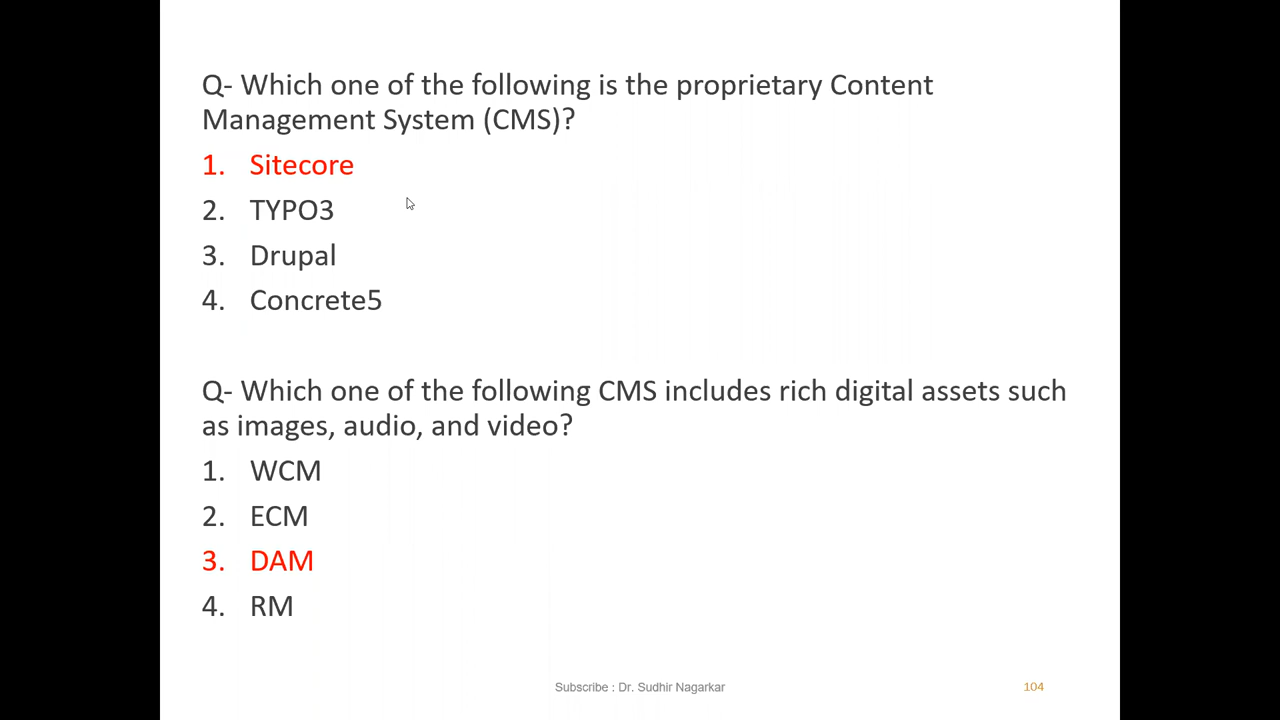 Q- Which one of the following is the proprietary Content
Management System (CMS)?
1. Sitecore
2. TYPO3
3. Drupal
4. Concrete5
Q- Which one of the following CMS includes rich digital assets such
as images, audio, and video?
1. WCM
2. ECM
3. DAM
4. RM
Subscribe : Dr. Sudhir Nagarkar
104